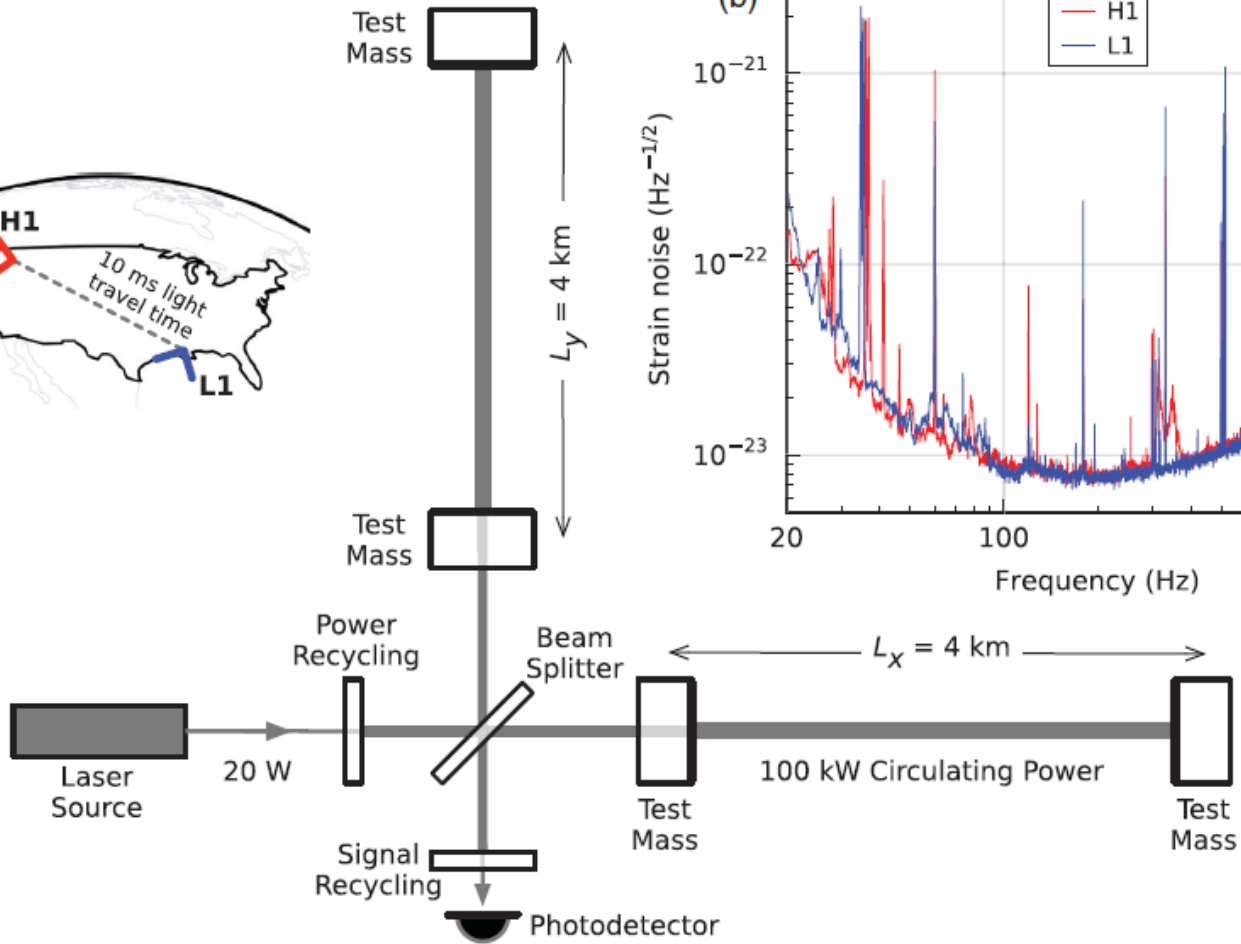 Test
Mass
(b)
H1
L1
10⁻²¹
10⁻²²
10⁻²³
Strain noise (Hz⁻¹/²)
20
100
Frequency (Hz)
H1
10 ms light
travel time
L1
L_y = 4 km
Test
Mass
Power
Recycling
Beam
Splitter
L_x = 4 km
Laser
Source
20 W
100 kW Circulating Power
Test
Mass
Test
Mass
Signal
Recycling
Photodetector